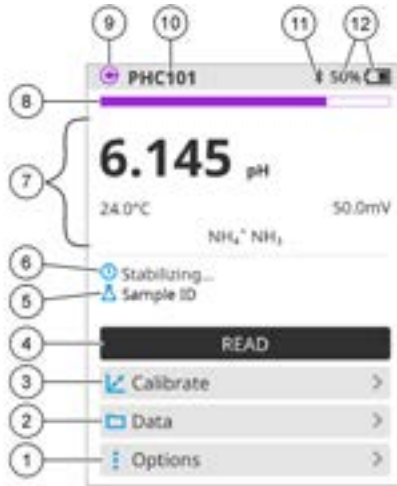 9 10 11 12
PHC101 50%
8
7
6.145 pH
24.0°C 50.0mV
NH₄⁺ NH₃
6 Stabilizing...
5 Sample ID
4 READ
3 Calibrate >
2 Data >
1 Options >